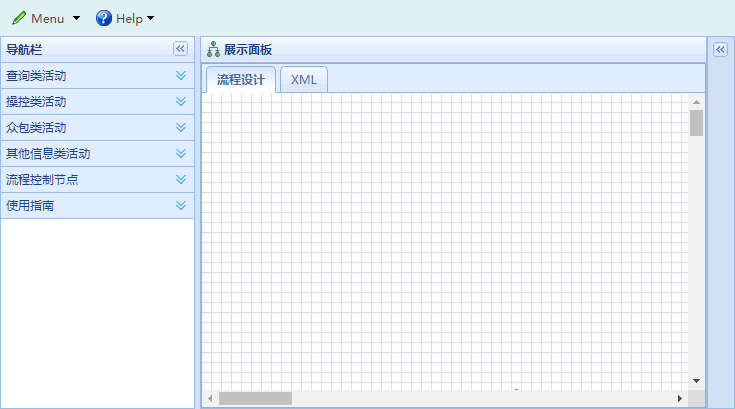 Menu Help
导航栏
查询类活动
操控类活动
众包类活动
其他信息类活动
流程控制节点
使用指南
展示面板
流程设计 XML